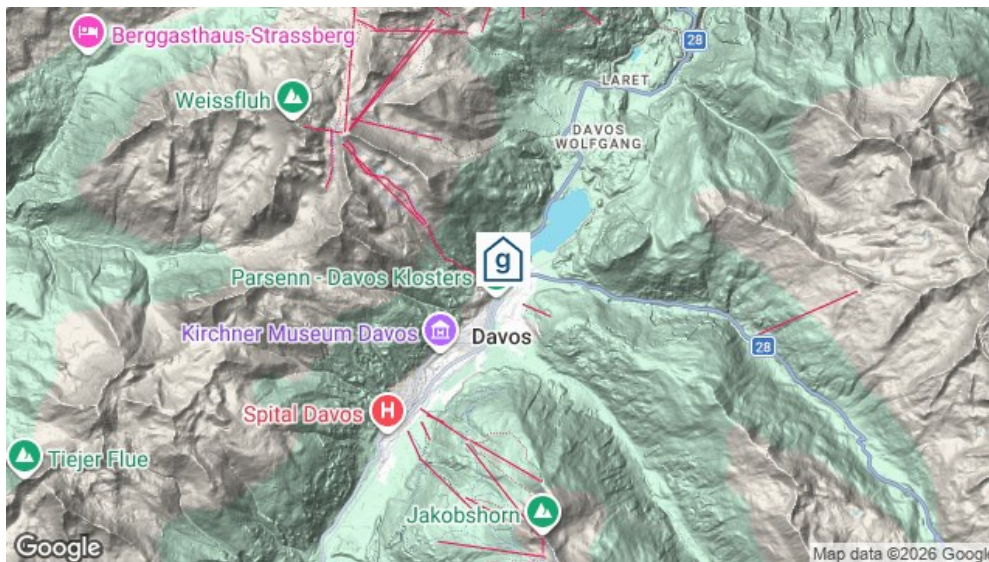 Berggasthaus-Strassberg
28
LARET
Weissfluh
DAVOS
WOLFGANG
g
Parsenn - Davos Klosters
Kirchner Museum Davos
Davos
28
H
Spital Davos
Tiejer Flue
Jakobshorn
Google
Map data ©2026 Google